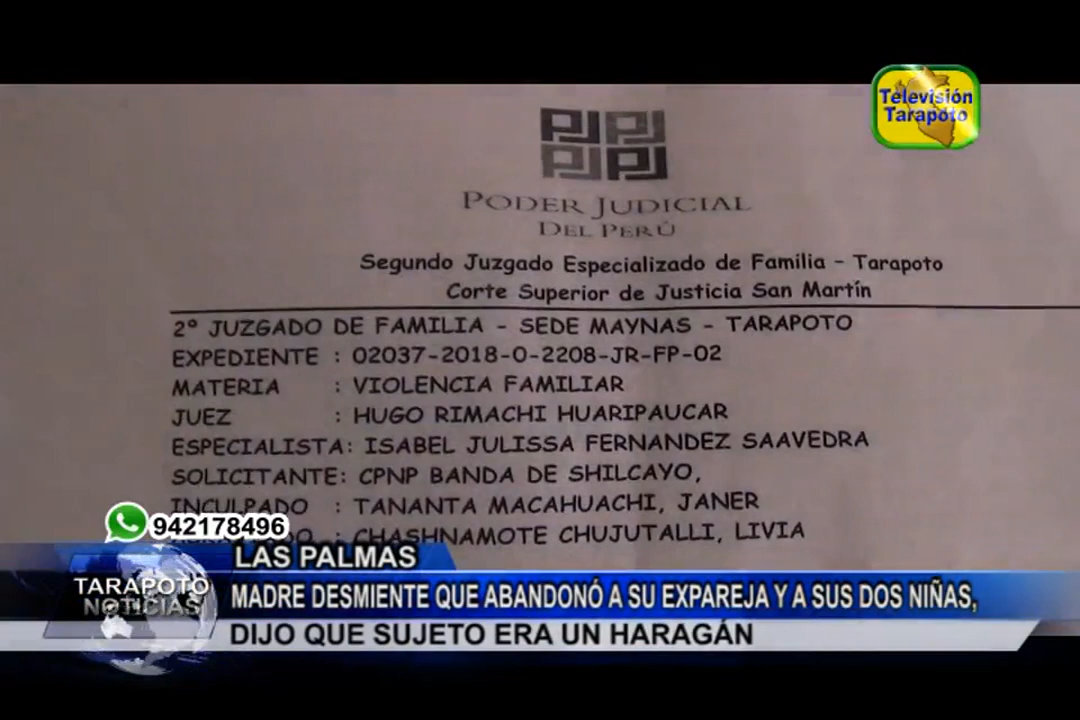 Televisión
Tarapoto
PODER JUDICIAL
DEL PERÚ
Segundo Juzgado Especializado de Familia - Tarapoto
Corte Superior de Justicia San Martín
2º JUZGADO DE FAMILIA - SEDE MAYNAS - TARAPOTO
EXPEDIENTE : 02037-2018-0-2208-JR-FP-02
MATERIA : VIOLENCIA FAMILIAR
JUEZ : HUGO RIMACHI HUARIPAUCAR
ESPECIALISTA: ISABEL JULISSA FERNANDEZ SAAVEDRA
SOLICITANTE: CPNP BANDA DE SHILCAYO,
INCULPADO : TANANTA MACAHUACHI, JANER
: CHASHNAMOTE CHUJUTALLI, LIVIA
942178496
LAS PALMAS
TARAPOTO
NOTICIAS
MADRE DESMIENTE QUE ABANDONÓ A SU EXPAREJA Y A SUS DOS NIÑAS,
DIJO QUE SUJETO ERA UN HARAGÁN